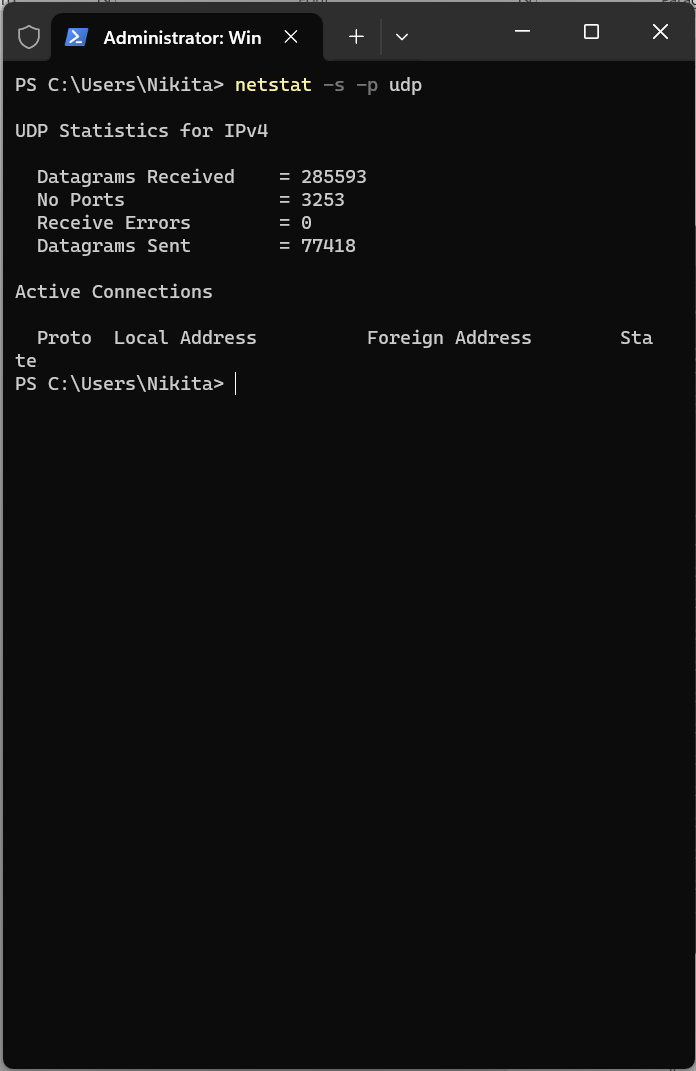 Administrator: Win
PS C:\Users\Nikita> netstat -s -p udp
UDP Statistics for IPv4
Datagrams Received = 285593
No Ports = 3253
Receive Errors = 0
Datagrams Sent = 77418
Active Connections
Proto Local Address Foreign Address Sta
te
PS C:\Users\Nikita>